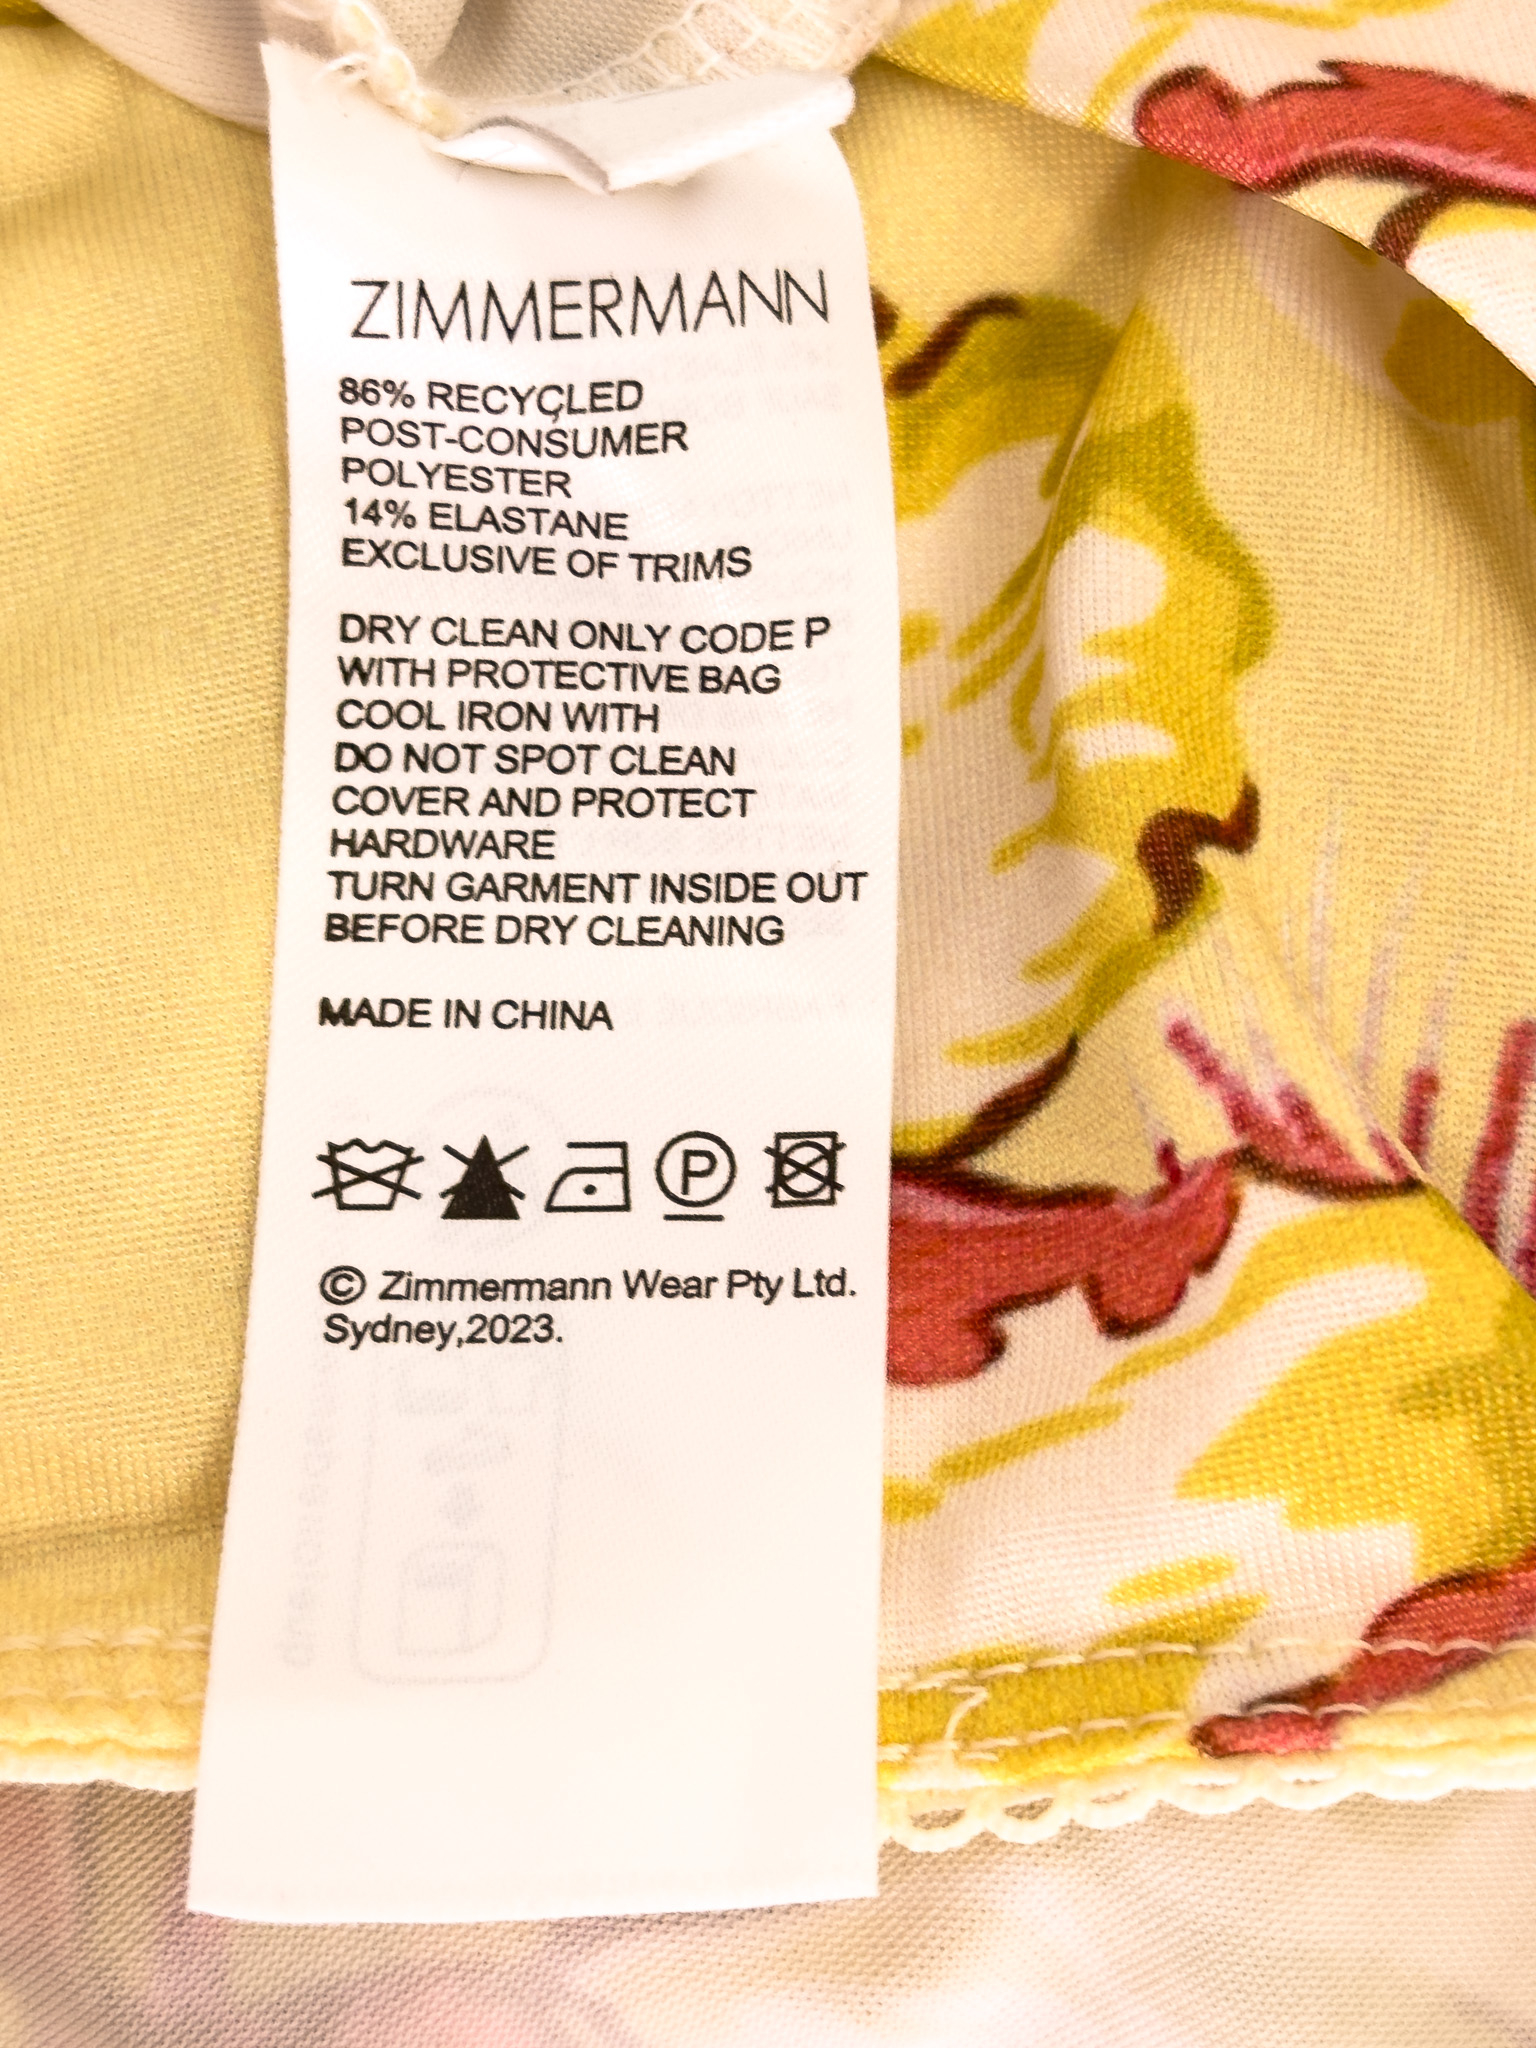 ZIMMERMANN
86% RECYCLED
POST-CONSUMER
POLYESTER
14% ELASTANE
EXCLUSIVE OF TRIMS
DRY CLEAN ONLY CODE P
WITH PROTECTIVE BAG
COOL IRON WITH
DO NOT SPOT CLEAN
COVER AND PROTECT
HARDWARE
TURN GARMENT INSIDE OUT
BEFORE DRY CLEANING
MADE IN CHINA
P
© Zimmermann Wear Pty Ltd.
Sydney,2023.